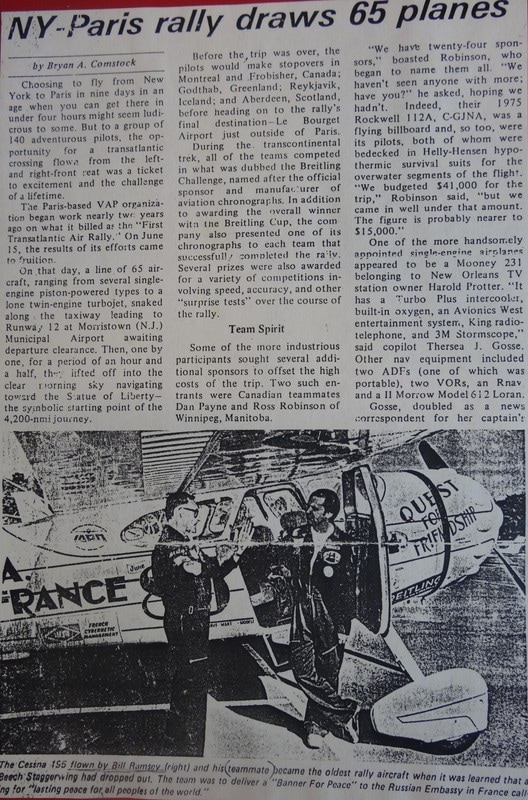 NY-Paris rally draws 65 planes
by Bryan A. Comstock
Choosing to fly from New
York to Paris in nine days in an
age when you can get there in
under four hours might seem ludi-
crous to some. But to a group of
140 adventurous pilots, the op-
portunity for a transatlantic
crossing flown from the left-
and right-front seat was a ticket
to excitement and the challenge
of a lifetime.
The Paris-based VAP organiza-
tion began work nearly two years
ago on what it billed as the "First
Transatlantic Air Rally." On June
15, the results of its efforts came
to fruition.
On that day, a line of 65 air-
craft, ranging from several single-
engine piston-powered types to a
lone twin-engine turbojet, snaked
along the taxiway leading to
Runway 12 at Morristown (N.J.)
Municipal Airport awaiting
departure clearance. Then, one by
one, for a period of an hour and
a half, they lifted off into the
clear morning sky navigating
toward the Statue of Liberty—
the symbolic starting point of the
4,200-nmi journey.
Before the trip was over, the
pilots would make stopovers in
Montreal and Frobisher, Canada;
Godthab, Greenland; Reykjavik,
Iceland; and Aberdeen, Scotland,
before heading on to the rally's
final destination—Le Bourget
Airport just outside of Paris.
During the transcontinental
trek, all of the teams competed
in what was dubbed the Breitling
Challenge, named after the official
sponsor and manufacturer of
aviation chronographs. In addition
to awarding the overall winner
with the Breitling Cup, the com-
pany also presented one of its
chronographs to each team that
successfully completed the rally.
Several prizes were also awarded
for a variety of competitions in-
volving speed, accuracy, and other
"surprise tests" over the course of
the rally.
Team Spirit
Some of the more industrious
participants sought several addi-
tional sponsors to offset the high
costs of the trip. Two such en-
trants were Canadian teammates
Dan Payne and Ross Robinson of
Winnipeg, Manitoba.
"We have twenty-four spon-
sors," boasted Robinson, who
began to name them all. "We
haven't seen anyone with more;
have you?" he asked, hoping we
hadn't. Indeed, their 1975
Rockwell 112A, C-GJNA, was a
flying billboard and, so too, were
its pilots, both of whom were
bedecked in Helly-Hensen hypo-
thermic survival suits for the
overwater segments of the flight.
"We budgeted $41,000 for the
trip," Robinson said, "but we
came in well under that amount.
The figure is probably nearer to
$15,000."
One of the more handsomely
appointed single-engine airplanes
appeared to be a Mooney 231
belonging to New Orleans TV
station owner Harold Protter. "It
has a Turbo Plus intercooler,
built-in oxygen, an Avionics West
entertainment system, King radio-
telephone, and 3M Stormscope,"
said copilot Thersea J. Gosse.
Other nav equipment included
two ADFs (one of which was
portable), two VORs, an Rnav
and a II Morrow Model 612 Loran.
Gosse, doubled as a news
correspondent for her captain's
QUEST
FOR
FRIENDSHIP
BREITLING
A.
FRANCE
June
FRENCH
CYBERNETIC
MANAGEMENT
The Cessna 195 flown by Bill Ramsey (right) and his teammate became the oldest rally aircraft when it was learned that a
Beech Staggerwing had dropped out. The team was to deliver a "Banner For Peace" to the Russian Embassy in France call-
ing for "lasting peace for all peoples of the world."